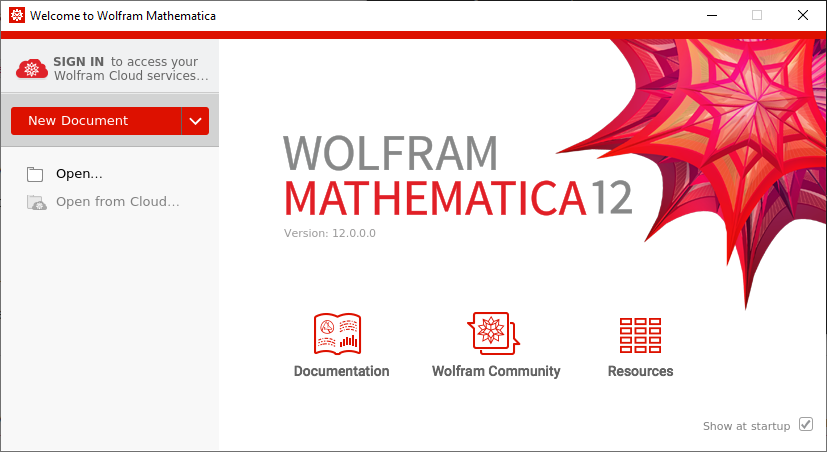 Welcome to Wolfram Mathematica
SIGN IN to access your
Wolfram Cloud services...
New Document
Open...
Open from Cloud...
WOLFRAM
MATHEMATICA 12
Version: 12.0.0.0
Documentation
Wolfram Community
Resources
Show at startup